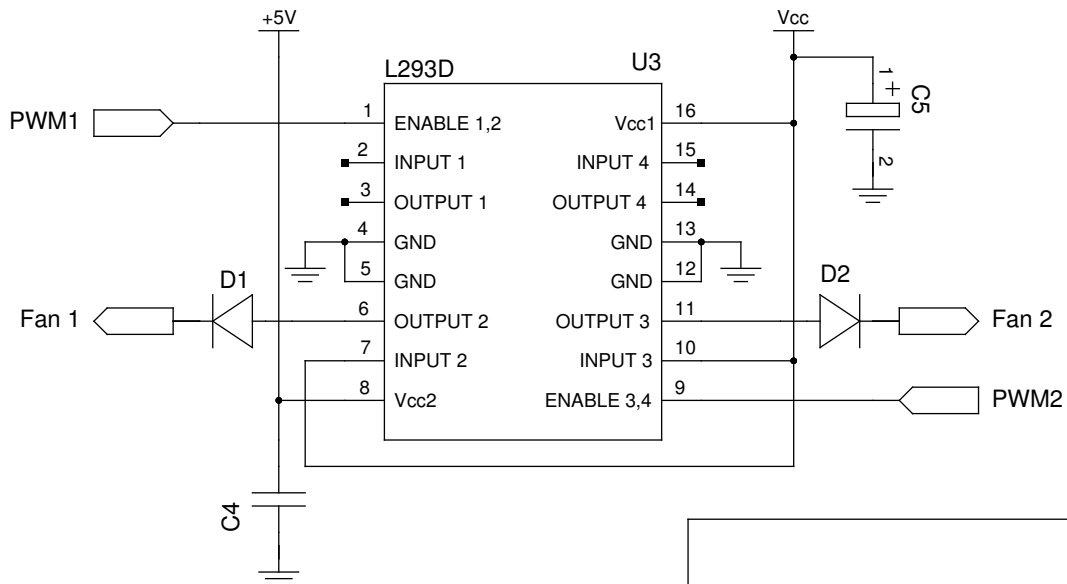 +5V
Vcc
L293D
U3
PWM1
1
ENABLE 1,2
Vcc1
16
1
+
C5
2
2
INPUT 1
INPUT 4
15
3
OUTPUT 1
OUTPUT 4
14
4
GND
GND
13
5
GND
GND
12
D1
D2
Fan 1
6
OUTPUT 2
OUTPUT 3
11
Fan 2
7
INPUT 2
INPUT 3
10
8
Vcc2
ENABLE 3,4
9
PWM2
C4